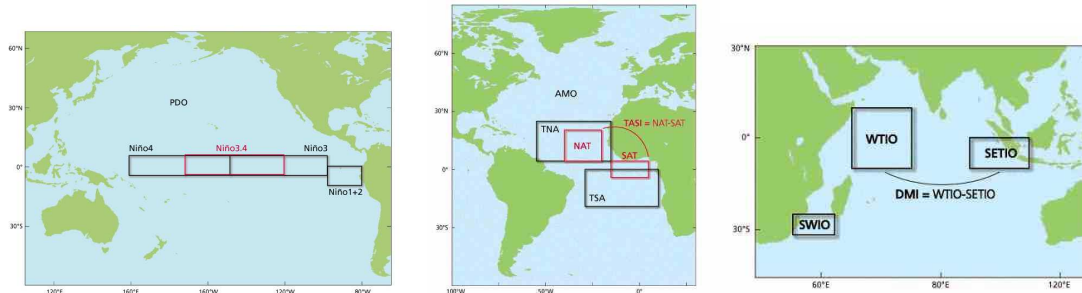 60°N
PDO
30°N
Niño4
Niño3.4
Niño3
0°
Niño1+2
30°S
120°E
160°E
160°W
120°W
80°W
60°N
AMO
30°N
TNA
TASI = NAT-SAT
NAT
SAT
0°
TSA
30°S
100°W
50°W
0°
50°E
30°N
0°
WTIO
SETIO
DMI = WTIO-SETIO
SWIO
30°S
60°E
80°E
120°E